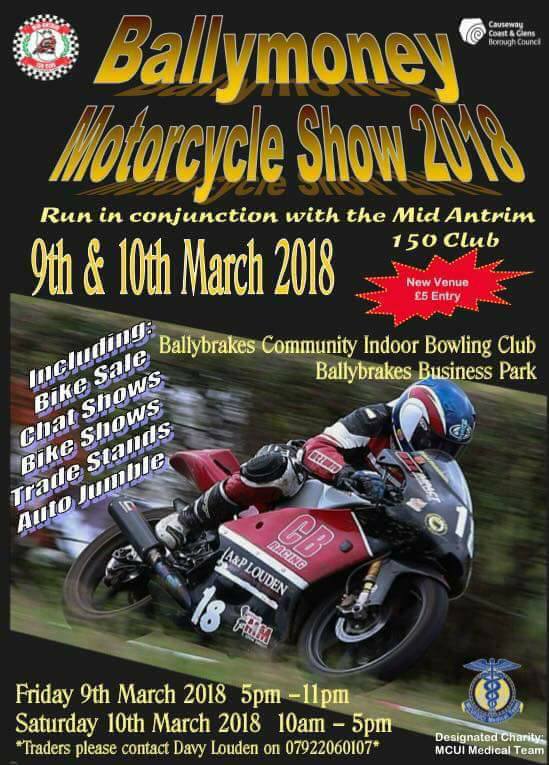 Causeway
Coast & Glens
Borough Council
Ballymoney
Motorcycle Show 2018
Run in conjunction with the Mid Antrim
150 Club
9th & 10th March 2018
New Venue
£5 Entry
Including:
Bike Sale
Chat Shows
Bike Shows
Trade Stands
Auto Jumble
Ballybrakes Community Indoor Bowling Club
Ballybrakes Business Park
CB
RACING
A&P. LOUDEN
18
18
Friday 9th March 2018 5pm –11pm
Saturday 10th March 2018 10am – 5pm
*Traders please contact Davy Louden on 07922060107*
Designated Charity:
MCUI Medical Team